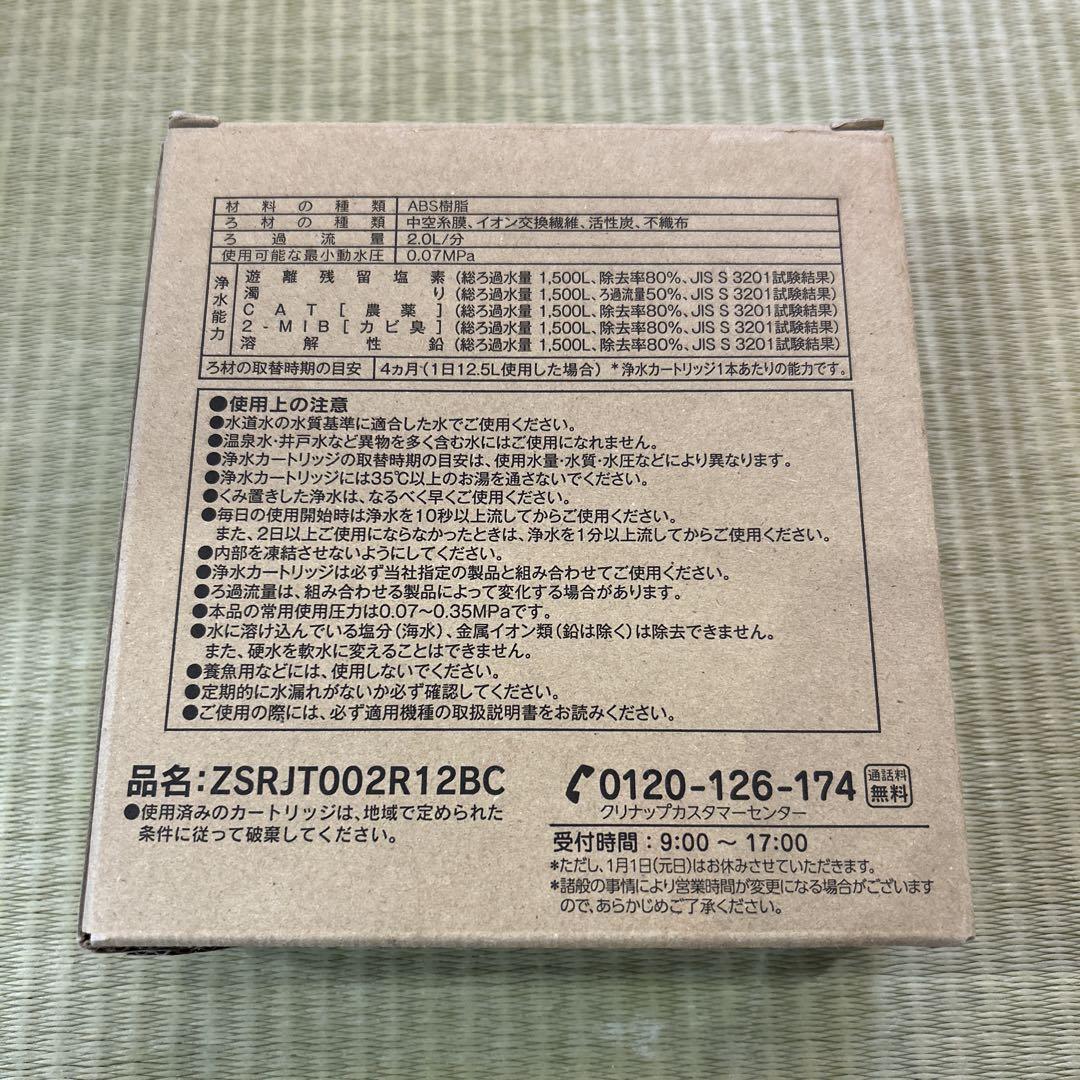 材料の種類 ABS樹脂
ろ材の種類 中空糸膜、イオン交換繊維、活性炭、不織布
ろ過流量 2.0L/分
使用可能な最小動水圧 0.07MPa
浄水能力
遊離残留塩素 (総ろ過水量 1,500L、除去率80%、JIS S 3201試験結果)
濁り (総ろ過水量 1,500L、ろ過流量50%、JIS S 3201試験結果)
CAT[農薬] (総ろ過水量 1,500L、除去率80%、JIS S 3201試験結果)
2-MIB[カビ臭] (総ろ過水量 1,500L、除去率80%、JIS S 3201試験結果)
溶解性鉛 (総ろ過水量 1,500L、除去率80%、JIS S 3201試験結果)
ろ材の取替時期の目安 4ヵ月(1日12.5L使用した場合) *浄水カートリッジ1本あたりの能力です。
●使用上の注意
●水道水の水質基準に適合した水でご使用ください。
●温泉水・井戸水など異物を多く含む水にはご使用になれません。
●浄水カートリッジの取替時期の目安は、使用水量・水質・水圧などにより異なります。
●浄水カートリッジには35℃以上のお湯を通さないでください。
●くみ置きした浄水は、なるべく早くご使用ください。
●毎日の使用開始時は浄水を10秒以上流してからご使用ください。
また、2日以上ご使用にならなかったときは、浄水を1分以上流してからご使用ください。
●内部を凍結させないようにしてください。
●浄水カートリッジは必ず当社指定の製品と組み合わせてご使用ください。
●ろ過流量は、組み合わせる製品によって変化する場合があります。
●本品の常用使用圧力は0.07〜0.35MPaです。
●水に溶け込んでいる塩分(海水)、金属イオン類(鉛は除く)は除去できません。
また、硬水を軟水に変えることはできません。
●養魚用などには、使用しないでください。
●定期的に水漏れがないか必ず確認してください。
●ご使用の際には、必ず適用機種の取扱説明書をお読みください。
品名:ZSRJT002R12BC
●使用済みのカートリッジは、地域で定められた
条件に従って破棄してください。
0120-126-174 通話料無料
クリナップカスタマーセンター
受付時間:9:00 〜 17:00
*ただし、1月1日(元日)はお休みさせていただきます。
*諸般の事情により営業時間が変更になる場合がございます
ので、あらかじめご了承ください。